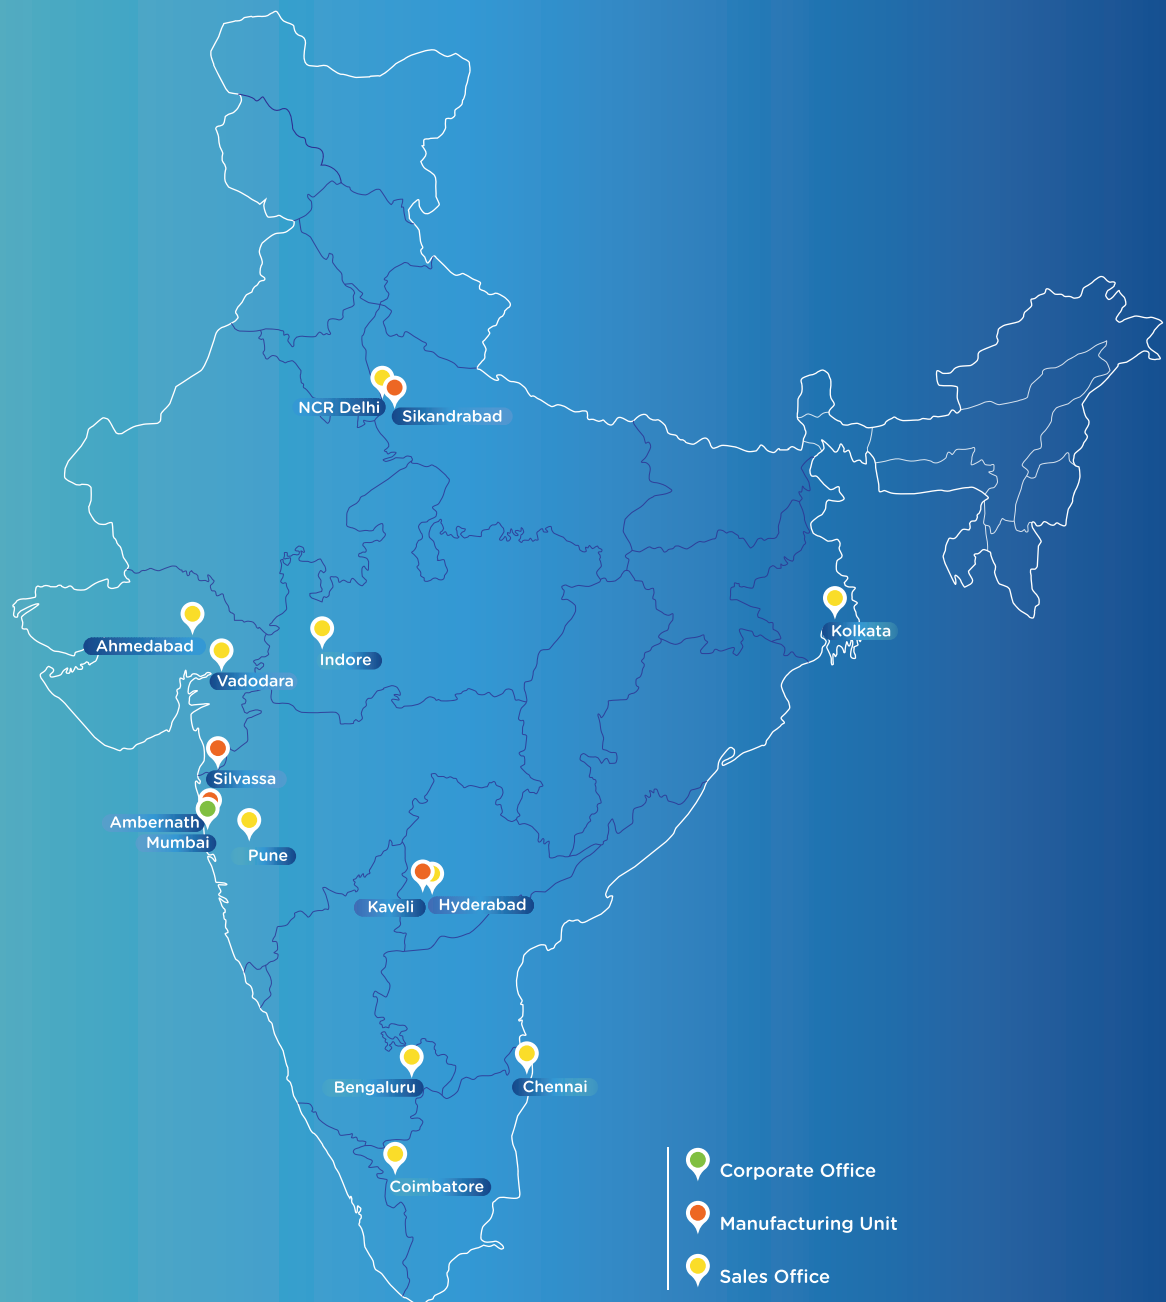 NCR Delhi
Sikandrabad
Ahmedabad
Vadodara
Indore
Kolkata
Silvassa
Ambernath
Mumbai
Pune
Kaveli
Hyderabad
Bengaluru
Chennai
Coimbatore
Corporate Office
Manufacturing Unit
Sales Office